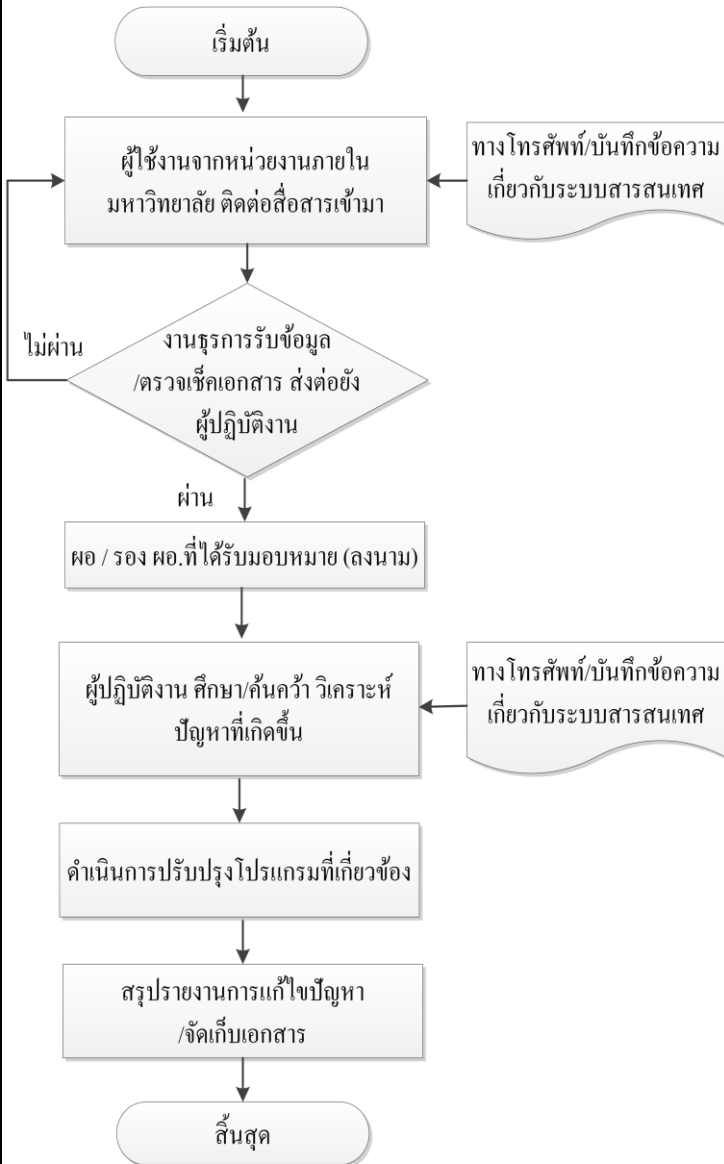 เริ่มต้น
ผู้ใช้งานจากหน่วยงานภายใน
มหาวิทยาลัย ติดต่อสื่อสารเข้ามา
ทางโทรศัพท์/บันทึกข้อความ
เกี่ยวกับระบบสารสนเทศ
ไม่ผ่าน
งานธุรการรับข้อมูล
/ตรวจเช็คเอกสาร ส่งต่อยัง
ผู้ปฏิบัติงาน
ผ่าน
ผอ / รอง ผอ.ที่ได้รับมอบหมาย (ลงนาม)
ผู้ปฏิบัติงาน ศึกษา/ค้นคว้า วิเคราะห์
ปัญหาที่เกิดขึ้น
ทางโทรศัพท์/บันทึกข้อความ
เกี่ยวกับระบบสารสนเทศ
ดำเนินการปรับปรุงโปรแกรมที่เกี่ยวข้อง
สรุปรายงานการแก้ไขปัญหา
/จัดเก็บเอกสาร
สิ้นสุด